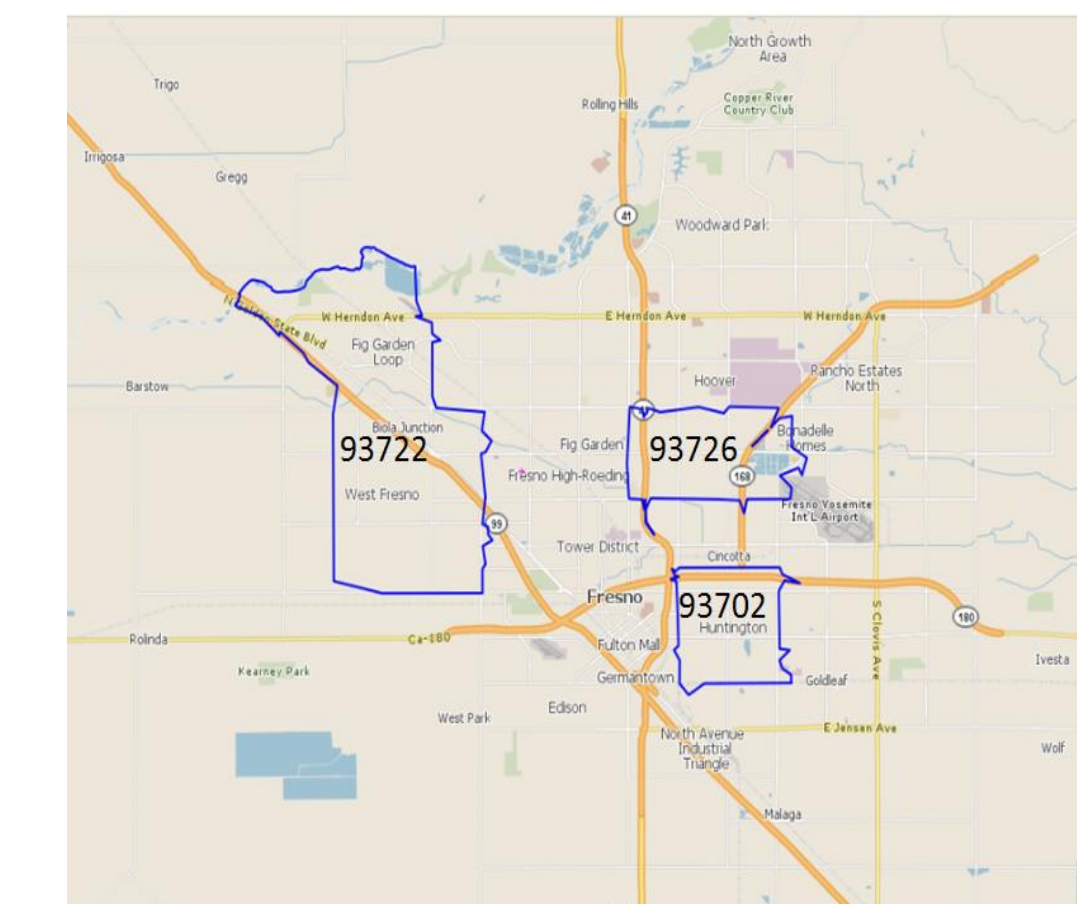 North Growth
Area
Trigo
Copper River
Country Club
Rolling Hills
Irrigosa
Gregg
41
Woodward Park
N Golden State Blvd
W Herndon Ave
E Herndon Ave
W Herndon Ave
Fig Garden
Loop
Rancho Estates
North
Hoover
Barstow
Biola Junction
Bonadelle
Homes
93722
Fig Garden
93726
Fresno High-Roeding
168
West Fresno
Fresno Yosemite
Int'L Airport
99
Tower District
Cincotta
Fresno
93702
Huntington
180
S Clovis Ave
Rolinda
Ca-180
Fulton Mall
Ivesta
Kearney Park
Germantown
Goldleaf
Edison
West Park
E Jensen Ave
North Avenue
Industrial
Triangle
Wolf
Malaga